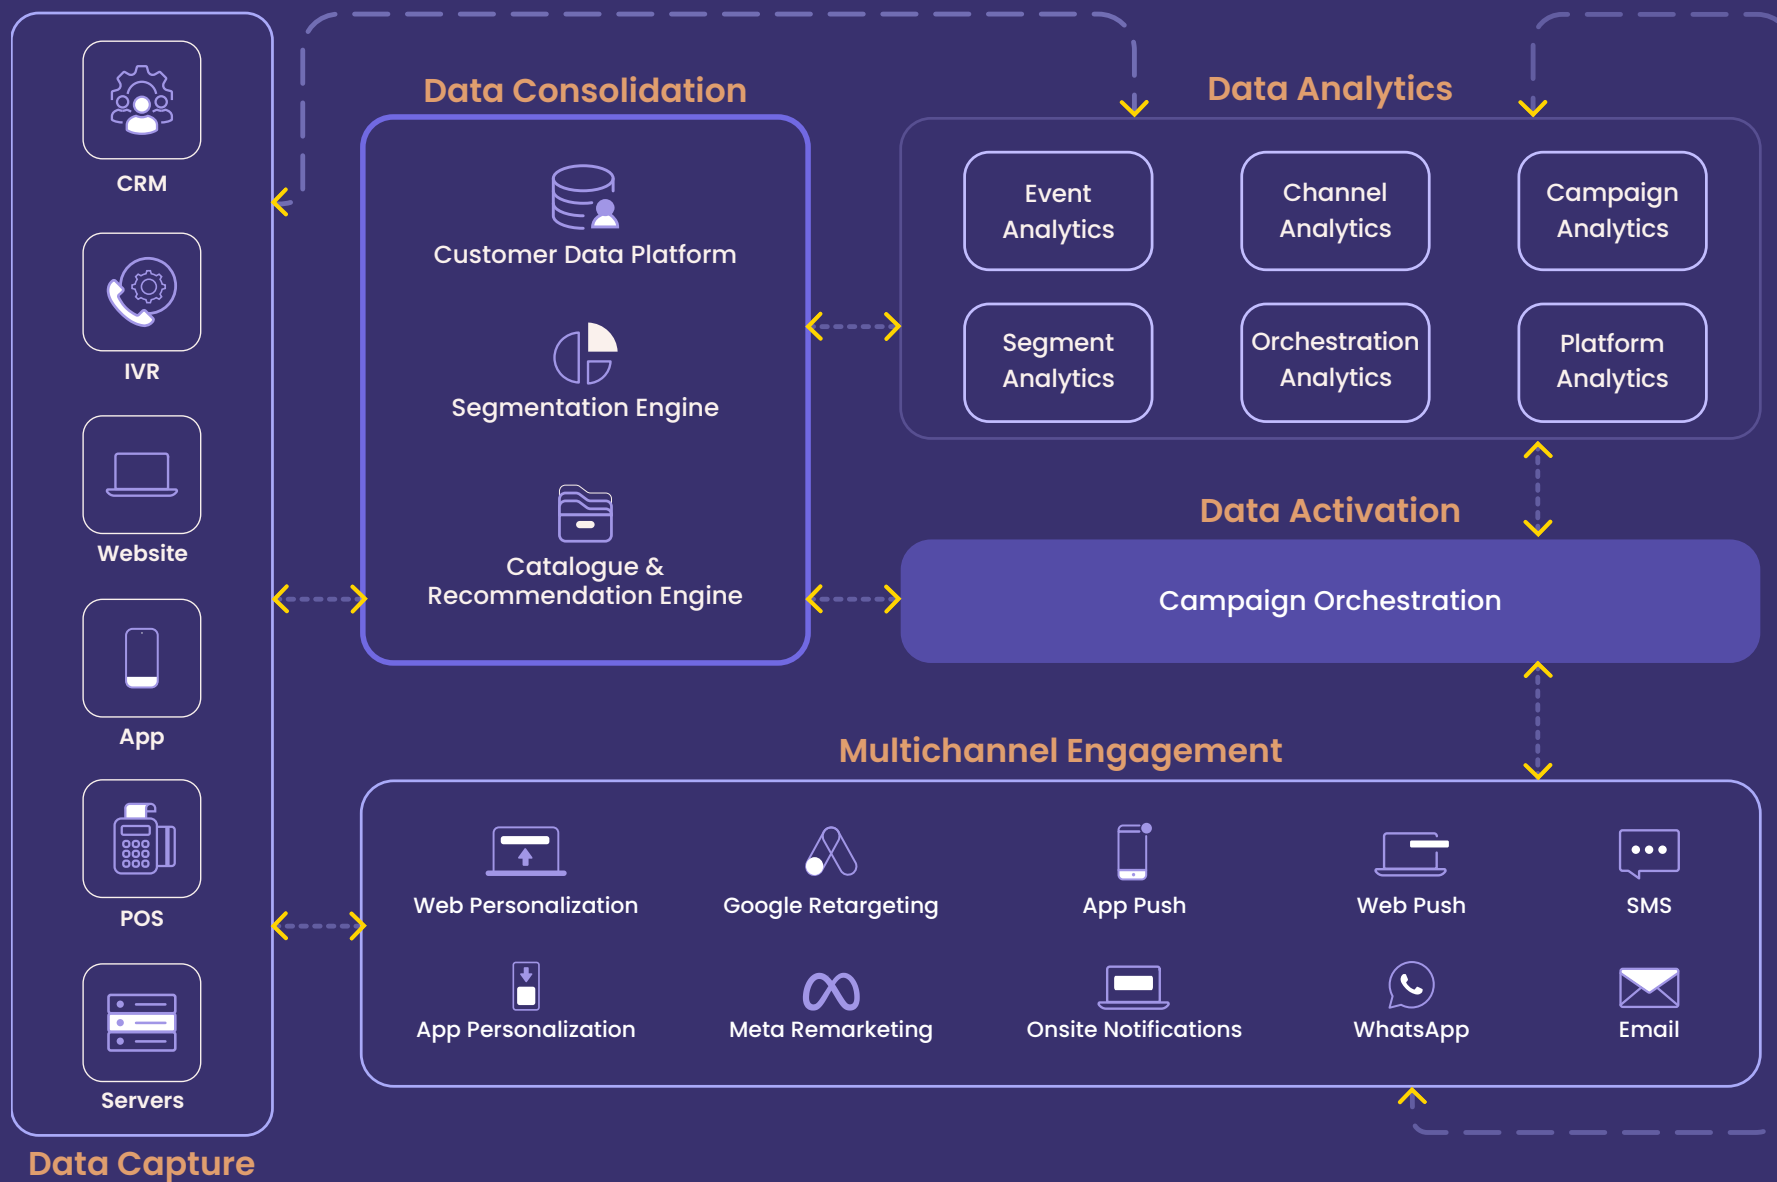 CRM
IVR
Website
App
POS
Servers
Data Capture
Data Consolidation
Customer Data Platform
Segmentation Engine
Catalogue &
Recommendation Engine
Data Analytics
Event
Analytics
Channel
Analytics
Campaign
Analytics
Segment
Analytics
Orchestration
Analytics
Platform
Analytics
Data Activation
Campaign Orchestration
Multichannel Engagement
Web Personalization
Google Retargeting
App Push
Web Push
SMS
App Personalization
Meta Remarketing
Onsite Notifications
WhatsApp
Email